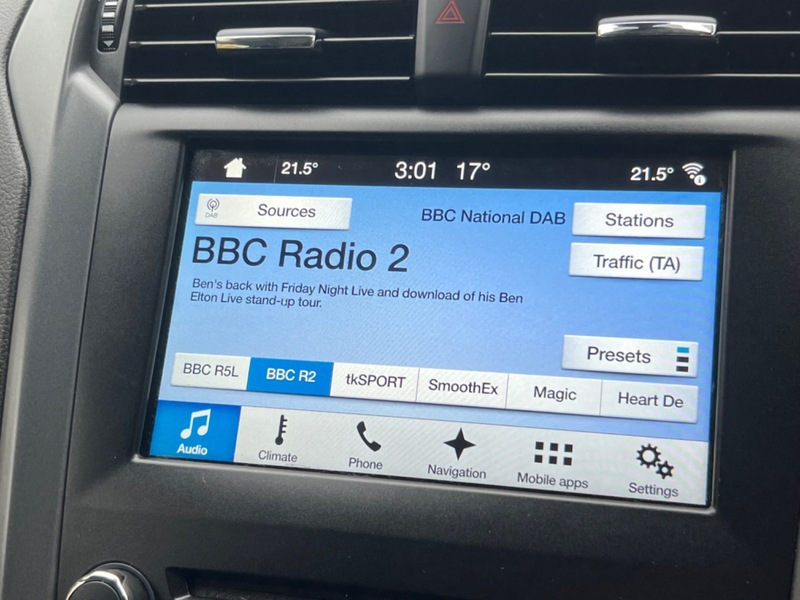 21.5° 3:01 17° 21.5°
DAB Sources BBC National DAB Stations
BBC Radio 2 Traffic (TA)
Ben's back with Friday Night Live and download of his Ben
Elton Live stand-up tour.
Presets
BBC R5L BBC R2 tkSPORT SmoothEx Magic Heart De
Audio Climate Phone Navigation Mobile apps Settings